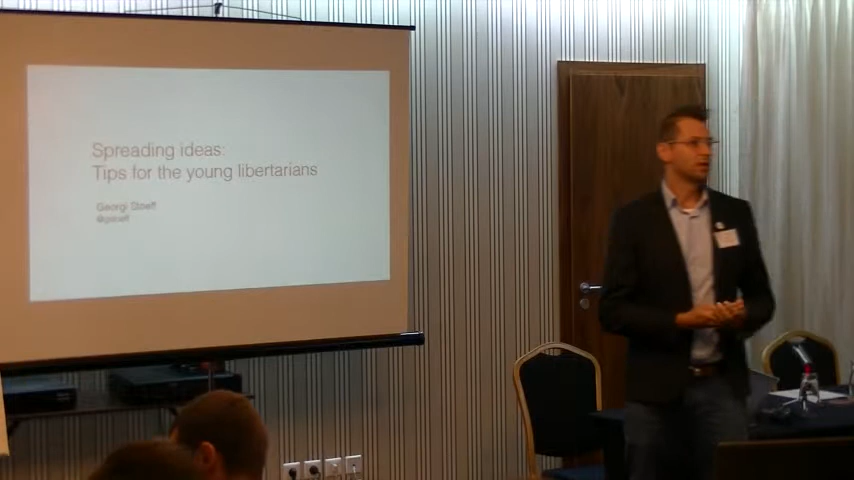 Spreading ideas:
Tips for the young libertarians
Georgi Stoeff